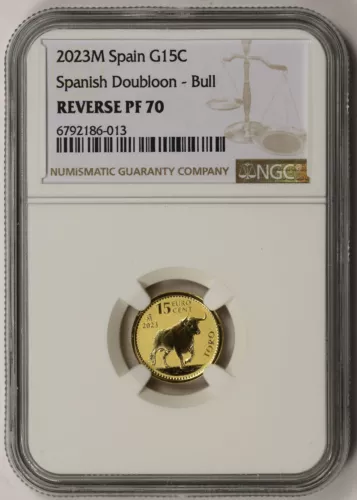 2023M Spain G15C
Spanish Doubloon - Bull
REVERSE PF 70
6792186-013
NUMISMATIC GUARANTY COMPANY
NGC
15 EURO
CENT
2023
TORO